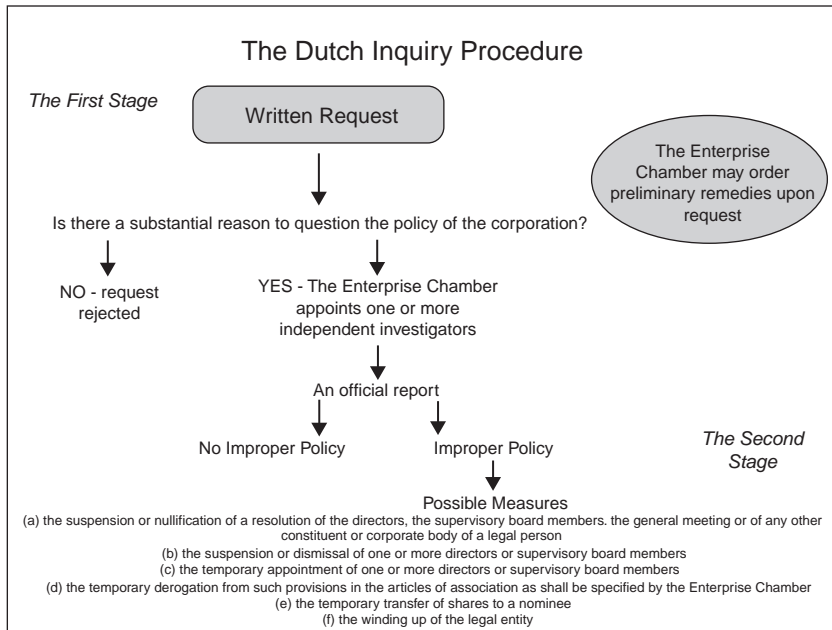 The Dutch Inquiry Procedure
The First Stage
Written Request
The Enterprise
Chamber may order
preliminary remedies upon
request
Is there a substantial reason to question the policy of the corporation?
NO - request
rejected
YES - The Enterprise Chamber
appoints one or more
independent investigators
An official report
No Improper Policy
Improper Policy
The Second
Stage
Possible Measures
(a) the suspension or nullification of a resolution of the directors, the supervisory board members. the general meeting or of any other
constituent or corporate body of a legal person
(b) the suspension or dismissal of one or more directors or supervisory board members
(c) the temporary appointment of one or more directors or supervisory board members
(d) the temporary derogation from such provisions in the articles of association as shall be specified by the Enterprise Chamber
(e) the temporary transfer of shares to a nominee
(f) the winding up of the legal entity